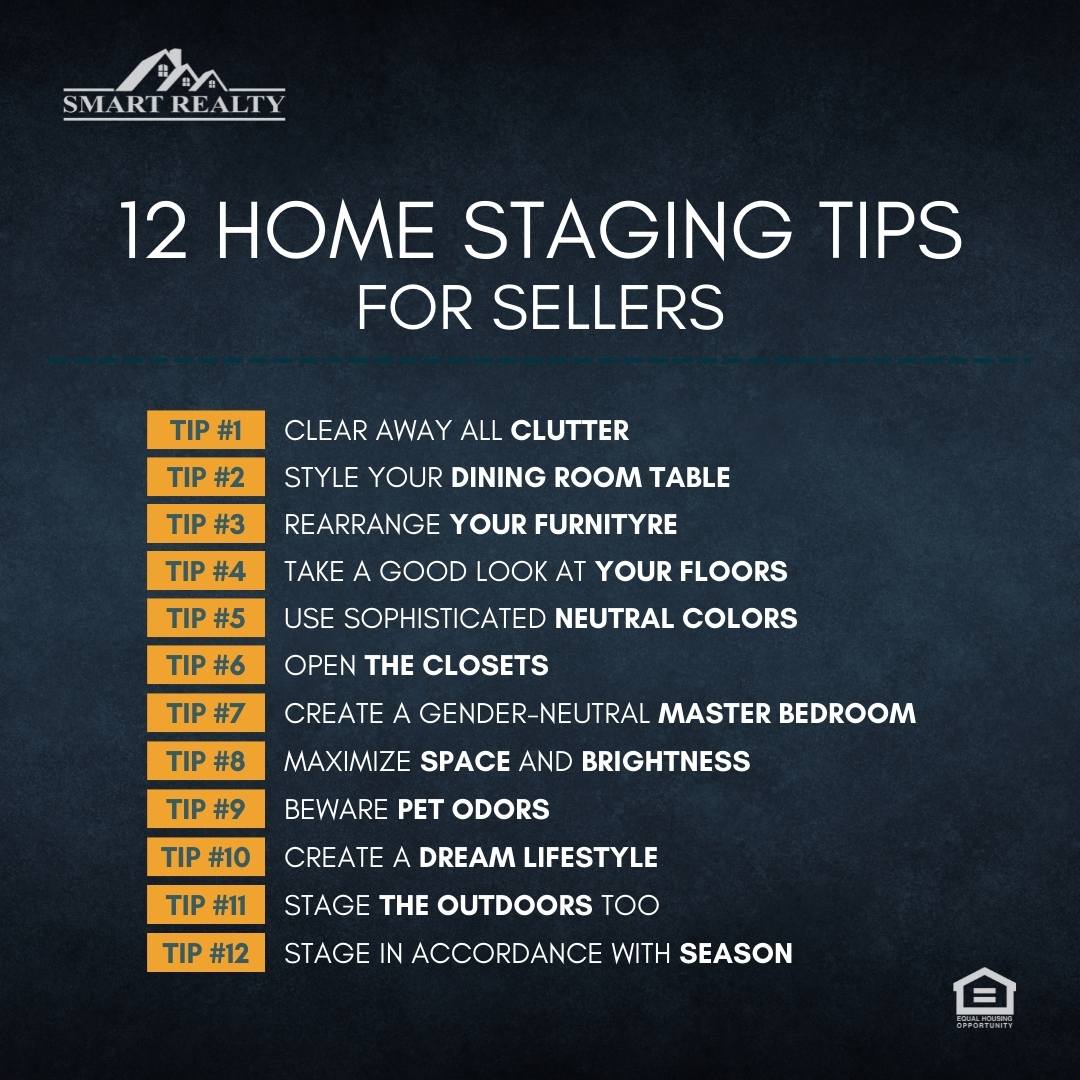 SMART REALTY
12 HOME STAGING TIPS
FOR SELLERS
TIP #1 CLEAR AWAY ALL CLUTTER
TIP #2 STYLE YOUR DINING ROOM TABLE
TIP #3 REARRANGE YOUR FURNITYRE
TIP #4 TAKE A GOOD LOOK AT YOUR FLOORS
TIP #5 USE SOPHISTICATED NEUTRAL COLORS
TIP #6 OPEN THE CLOSETS
TIP #7 CREATE A GENDER-NEUTRAL MASTER BEDROOM
TIP #8 MAXIMIZE SPACE AND BRIGHTNESS
TIP #9 BEWARE PET ODORS
TIP #10 CREATE A DREAM LIFESTYLE
TIP #11 STAGE THE OUTDOORS TOO
TIP #12 STAGE IN ACCORDANCE WITH SEASON
EQUAL HOUSING
OPPORTUNITY